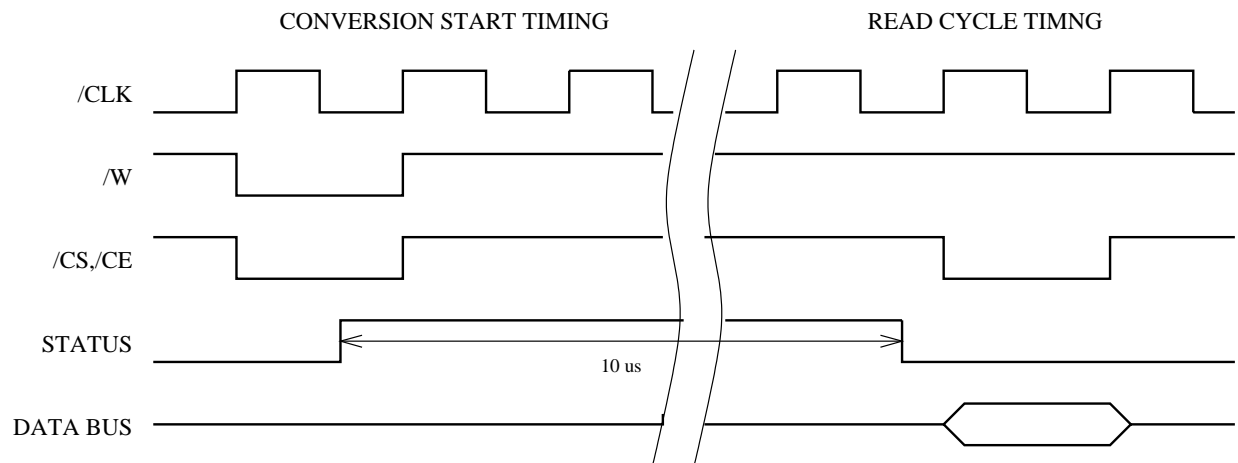 CONVERSION START TIMING
READ CYCLE TIMNG
/CLK
/W
/CS,/CE
STATUS
10 us
DATA BUS